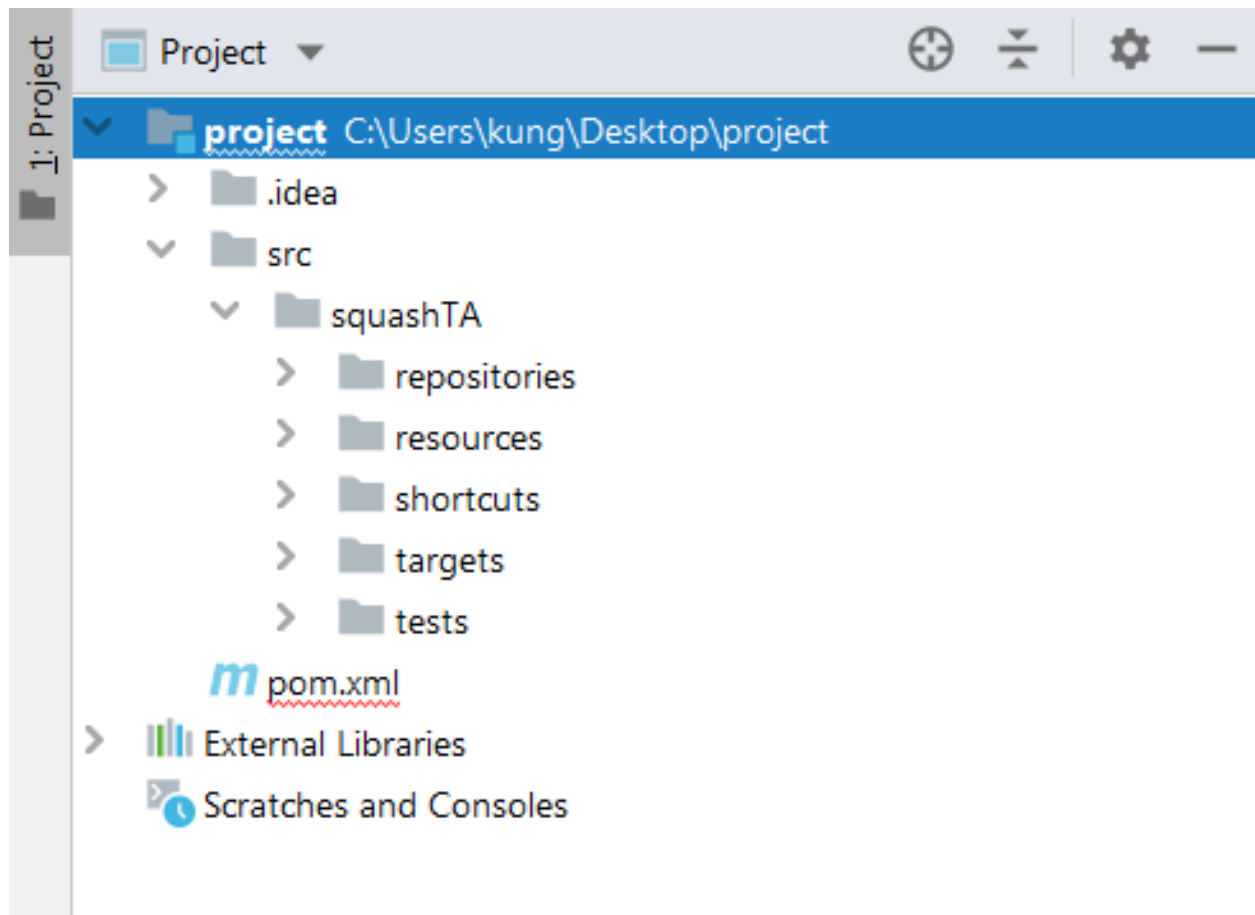 1: Project
Project
project C:\Users\kung\Desktop\project
.idea
src
squashTA
repositories
resources
shortcuts
targets
tests
pom.xml
External Libraries
Scratches and Consoles